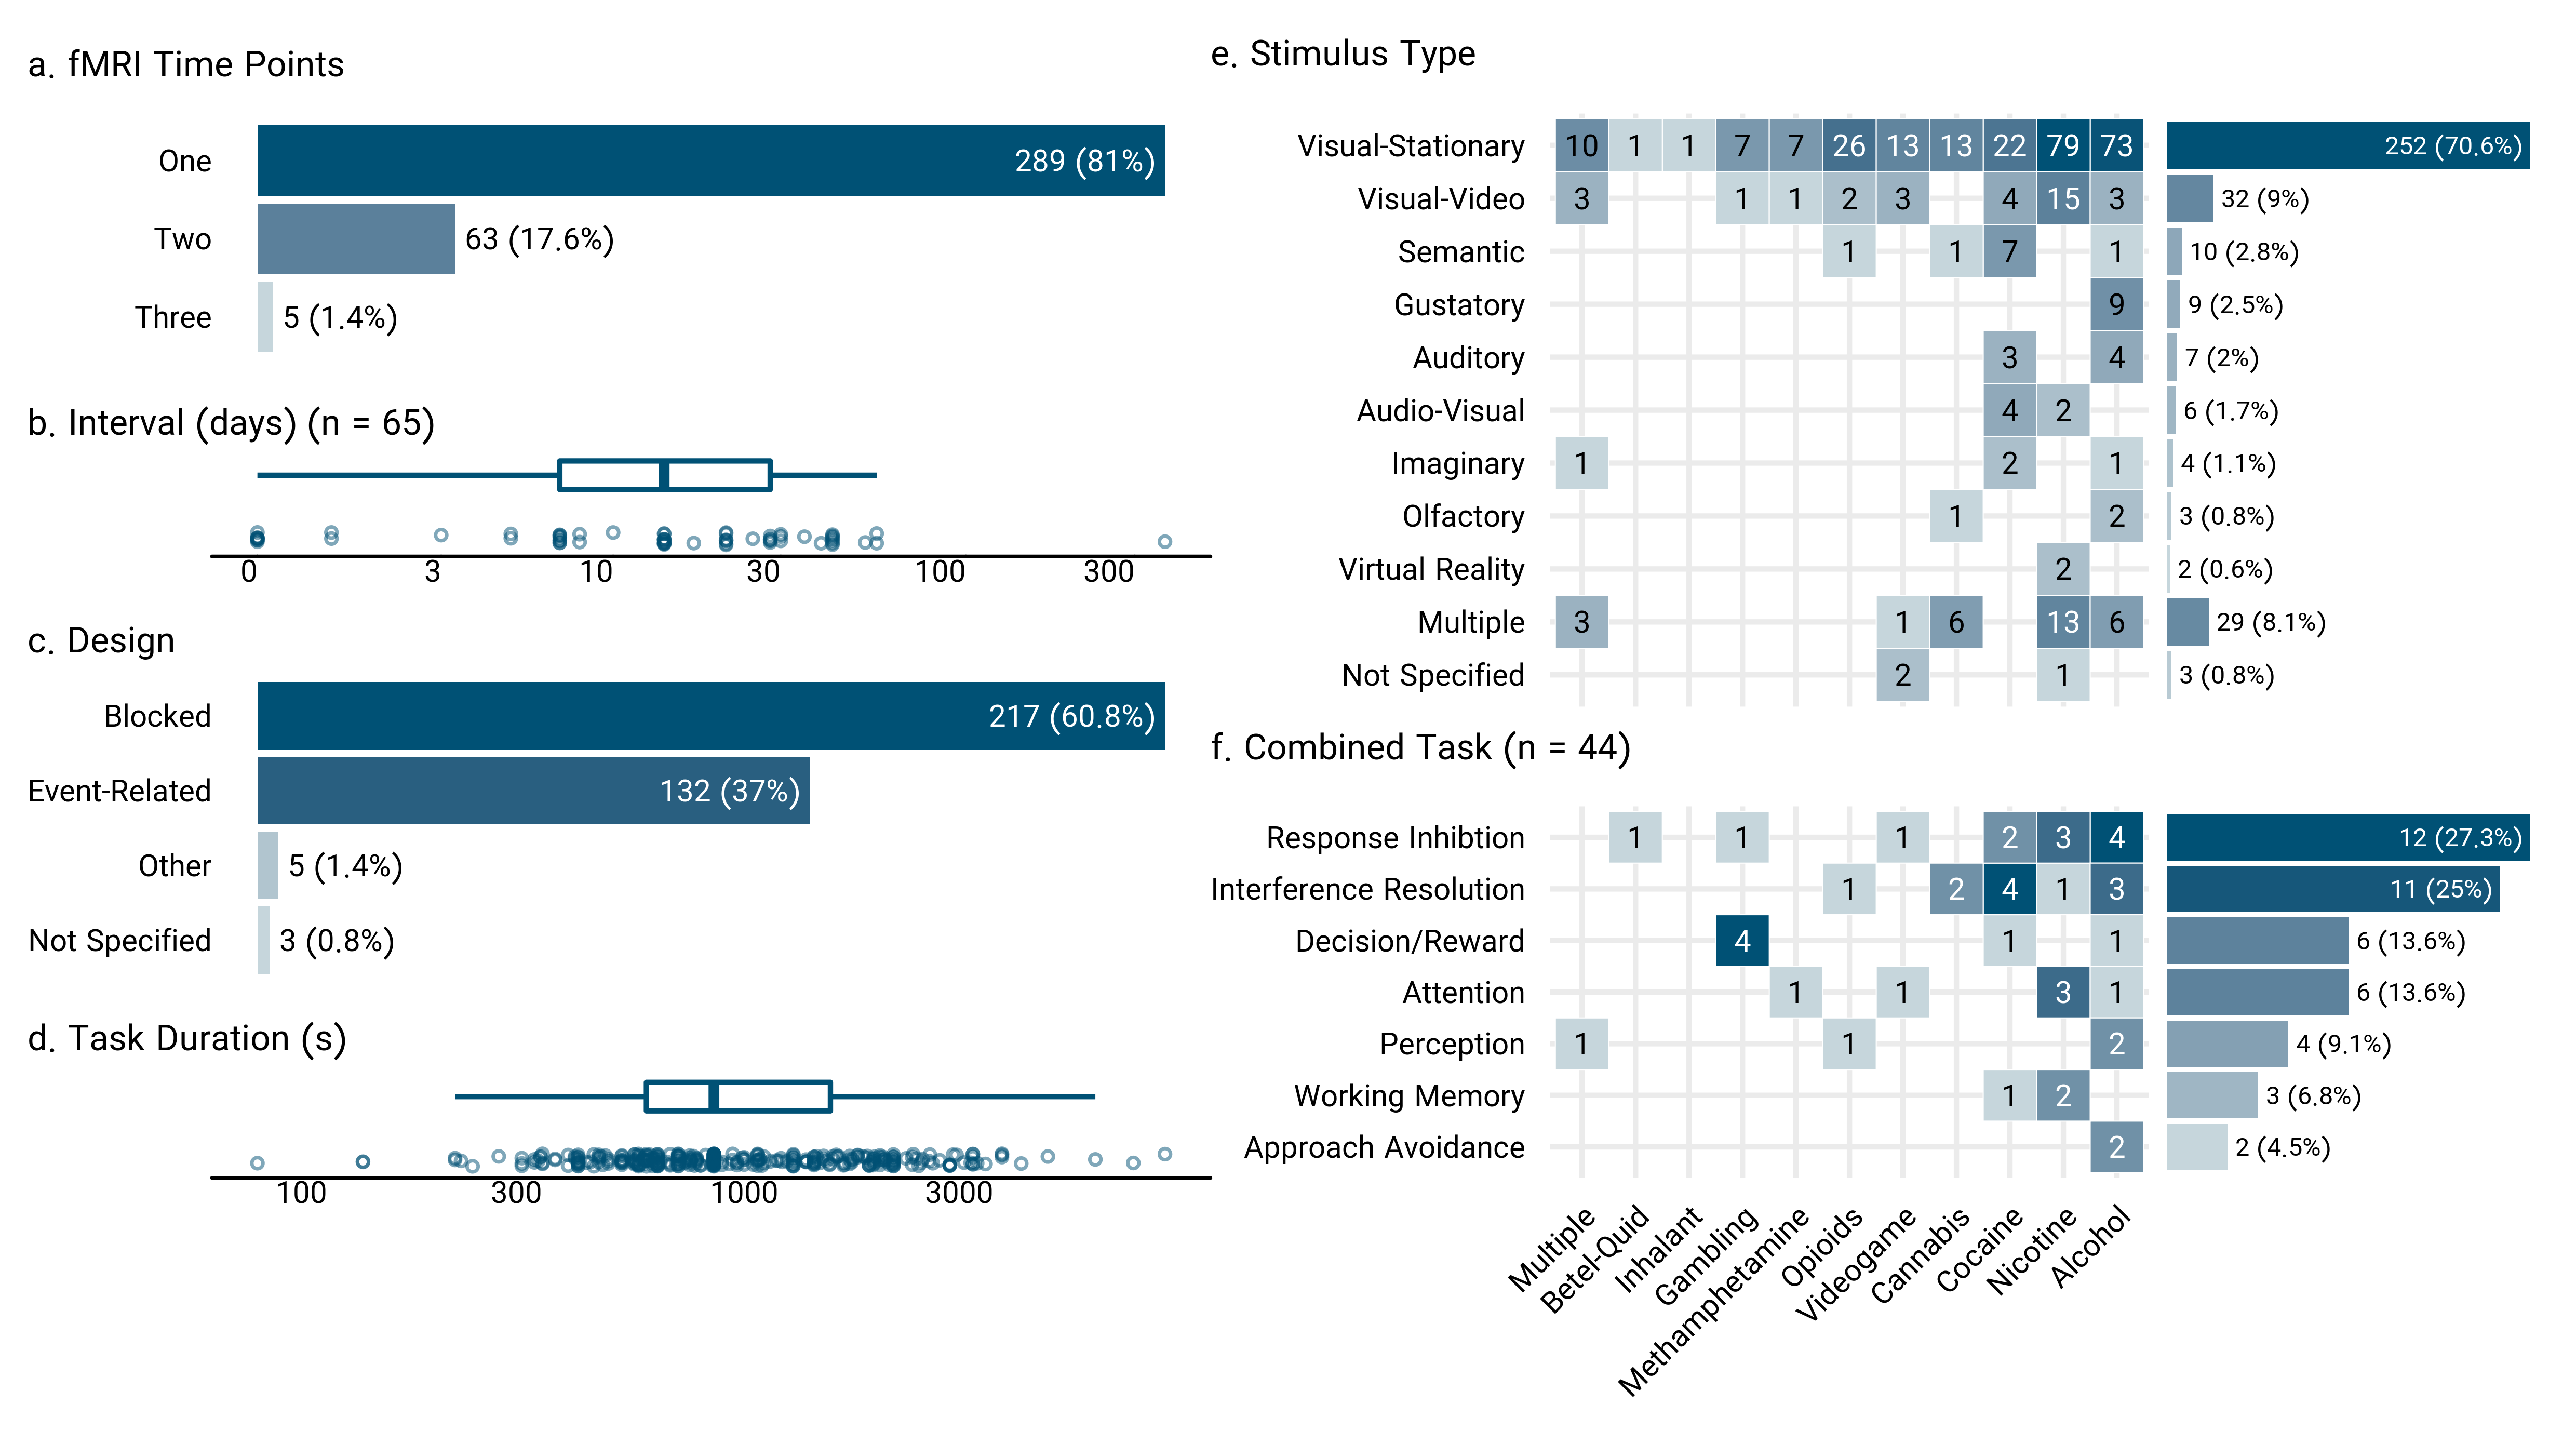 a. fMRI Time Points
One 289 (81%)
Two 63 (17.6%)
Three 5 (1.4%)
b. Interval (days) (n = 65)
0 3 10 30 100 300
c. Design
Blocked 217 (60.8%)
Event-Related 132 (37%)
Other 5 (1.4%)
Not Specified 3 (0.8%)
d. Task Duration (s)
100 300 1000 3000
e. Stimulus Type
Visual-Stationary 10 1 1 7 7 26 13 13 22 79 73 252 (70.6%)
Visual-Video 3 1 1 2 3 4 15 3 32 (9%)
Semantic 1 1 7 1 10 (2.8%)
Gustatory 9 9 (2.5%)
Auditory 3 4 7 (2%)
Audio-Visual 4 2 6 (1.7%)
Imaginary 1 2 1 4 (1.1%)
Olfactory 1 2 3 (0.8%)
Virtual Reality 2 2 (0.6%)
Multiple 3 1 6 13 6 29 (8.1%)
Not Specified 2 1 3 (0.8%)
f. Combined Task (n = 44)
Response Inhibtion 1 1 1 2 3 4 12 (27.3%)
Interference Resolution 1 2 4 1 3 11 (25%)
Decision/Reward 4 1 1 6 (13.6%)
Attention 1 1 3 1 6 (13.6%)
Perception 1 1 2 4 (9.1%)
Working Memory 1 2 3 (6.8%)
Approach Avoidance 2 2 (4.5%)
Multiple
Betel-Quid
Inhalant
Gambling
Methamphetamine
Opioids
Videogame
Cannabis
Cocaine
Nicotine
Alcohol